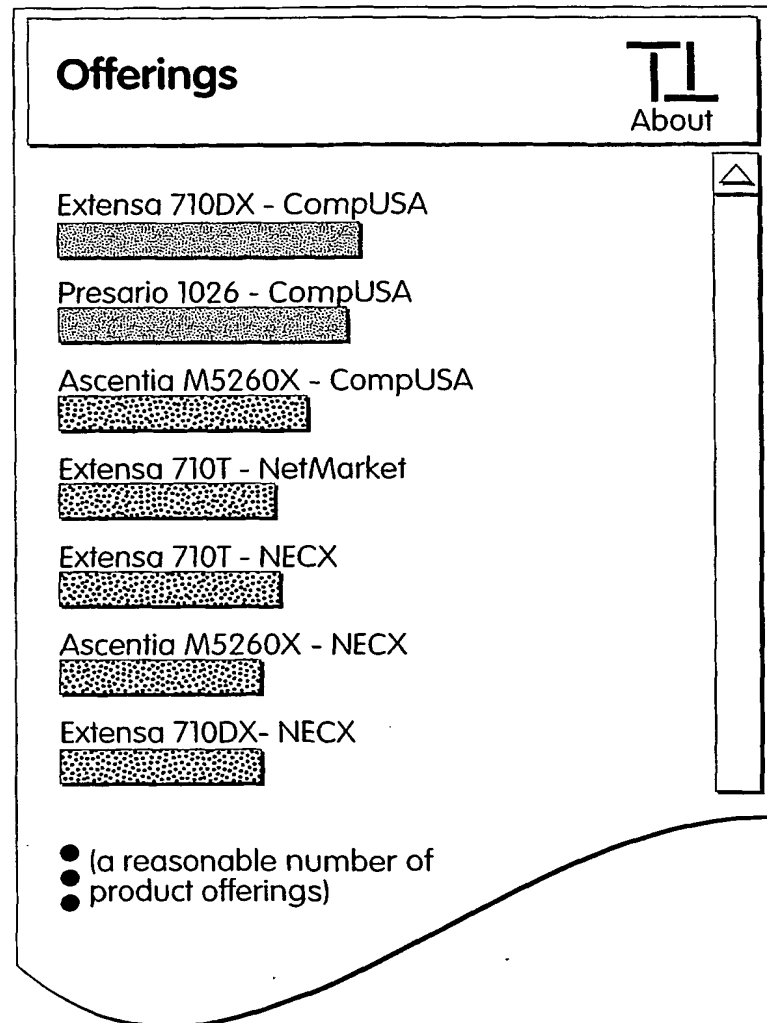 Offerings
About
Extensa 710DX - CompUSA
Presario 1026 - CompUSA
Ascentia M5260X - CompUSA
Extensa 710T - NetMarket
Extensa 710T - NECX
Ascentia M5260X - NECX
Extensa 710DX- NECX
(a reasonable number of
product offerings)